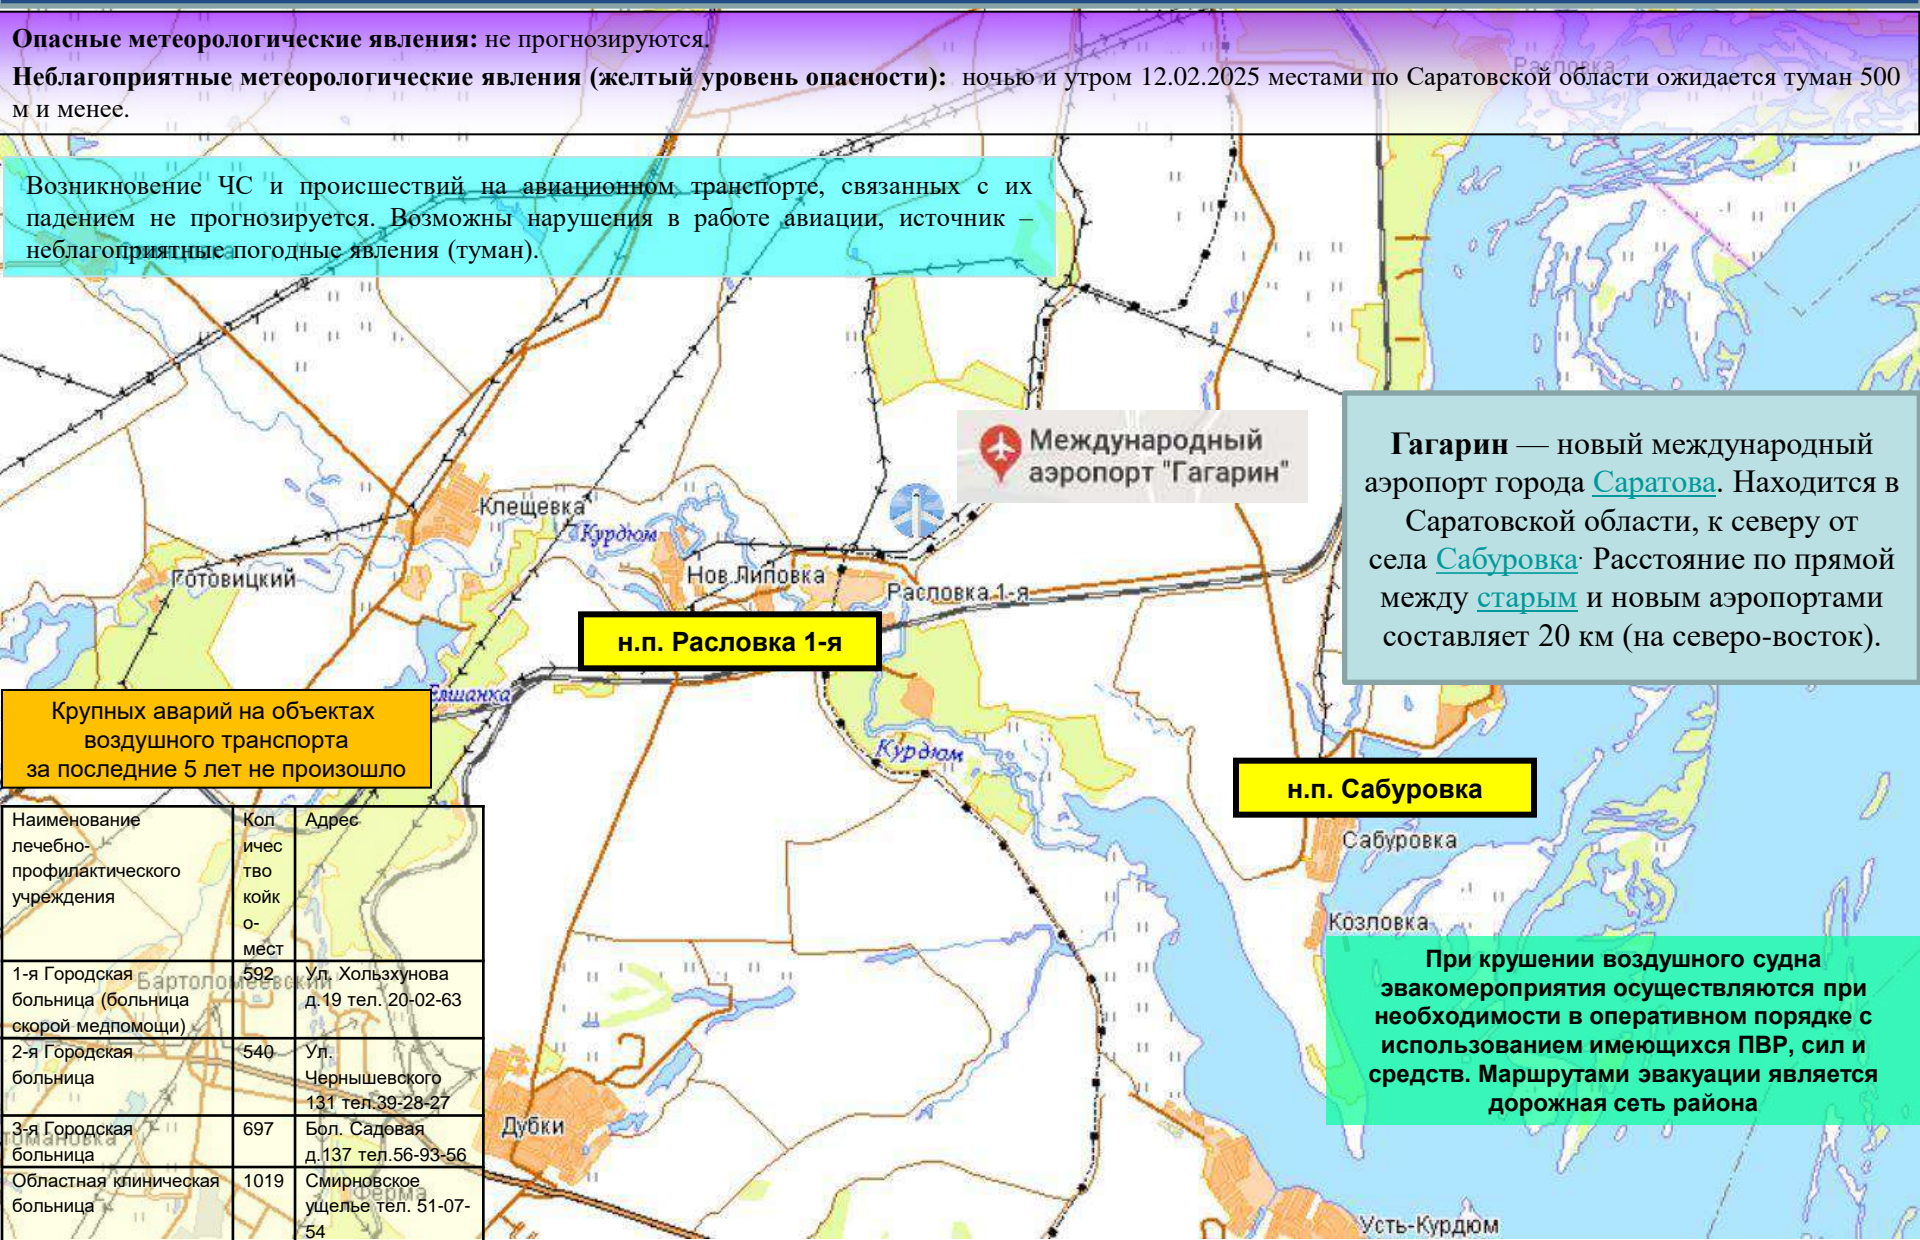 Опасные метеорологические явления: не прогнозируются.
Неблагоприятные метеорологические явления (желтый уровень опасности): ночью и утром 12.02.2025 местами по Саратовской области ожидается туман 500
м и менее.
Возникновение ЧС и происшествий на авиационном транспорте, связанных с их
падением не прогнозируется. Возможны нарушения в работе авиации, источник –
неблагоприятные погодные явления (туман).
Международный
аэропорт "Гагарин"
Гагарин — новый международный
аэропорт города Саратова. Находится в
Саратовской области, к северу от
села Сабуровка. Расстояние по прямой
между старым и новым аэропортами
составляет 20 км (на северо-восток).
Клещевка
Курдюм
Готовицкий
Нов.Липовка
Расловка 1-я
н.п. Расловка 1-я
Елшанка
Курдюм
Крупных аварий на объектах
воздушного транспорта
за последние 5 лет не произошло
н.п. Сабуровка
Сабуровка
Козловка
Наименование
лечебно-
профилактического
учреждения
Кол
ичес
тво
койк
о-
мест
Адрес
1-я Городская
больница (больница
скорой медпомощи)
592
Ул. Хользхунова
д.19 тел. 20-02-63
2-я Городская
больница
540
Ул.
Чернышевского
131 тел.39-28-27
3-я Городская
больница
697
Бол. Садовая
д.137 тел.56-93-56
Областная клиническая
больница
1019
Смирновское
ущелье тел. 51-07-
54
Бартоломеевский
Ферма
Дубки
При крушении воздушного судна
эвакомероприятия осуществляются при
необходимости в оперативном порядке с
использованием имеющихся ПВР, сил и
средств. Маршрутами эвакуации является
дорожная сеть района
Усть-Курдюм